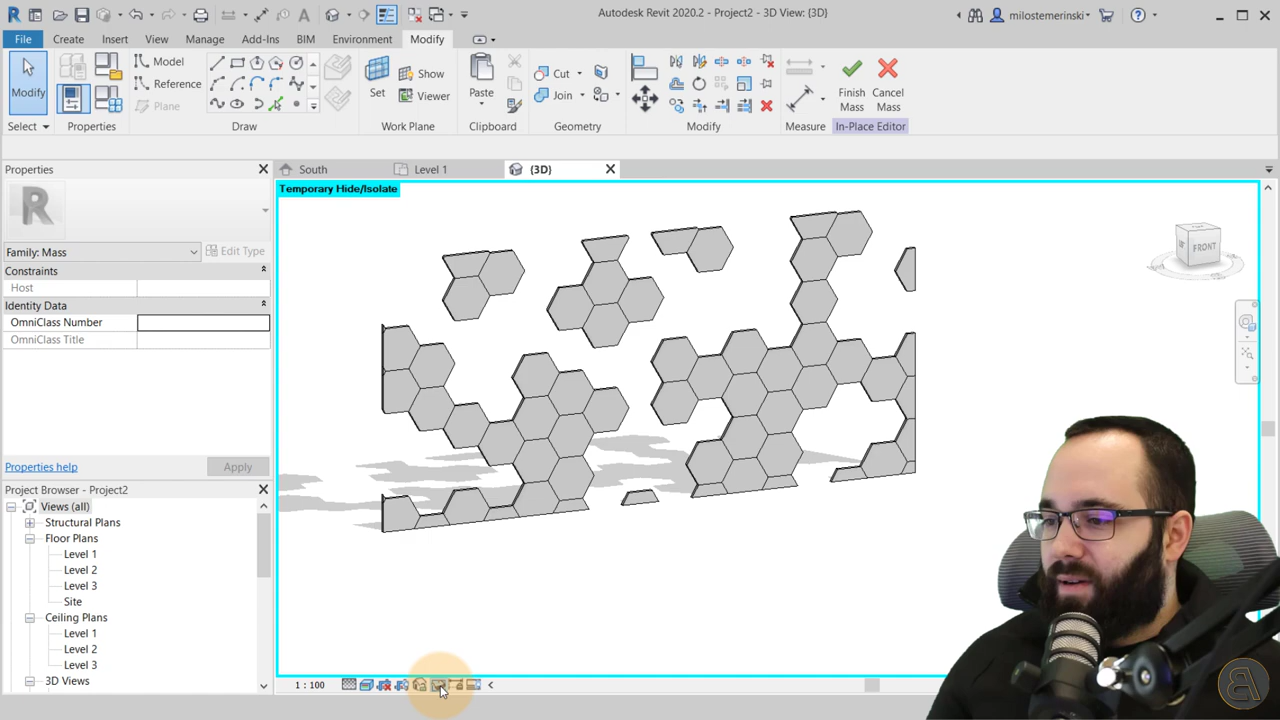 Autodesk Revit 2020.2 - Project2 - 3D View: {3D}
milostemerinski
File
Create
Insert
View
Manage
Add-Ins
BIM
Environment
Modify
Modify
Model
Reference
Plane
Set
Show
Viewer
Paste
Cut
Join
Finish
Mass
Cancel
Mass
Select
Properties
Draw
Work Plane
Clipboard
Geometry
Modify
Measure
In-Place Editor
Properties
South
Level 1
{3D}
Temporary Hide/Isolate
R
Family: Mass
Edit Type
Constraints
Host
Identity Data
OmniClass Number
OmniClass Title
Properties help
Apply
Project Browser - Project2
Views (all)
Structural Plans
Floor Plans
Level 1
Level 2
Level 3
Site
Ceiling Plans
Level 1
Level 2
Level 3
3D Views
FRONT
1 : 100